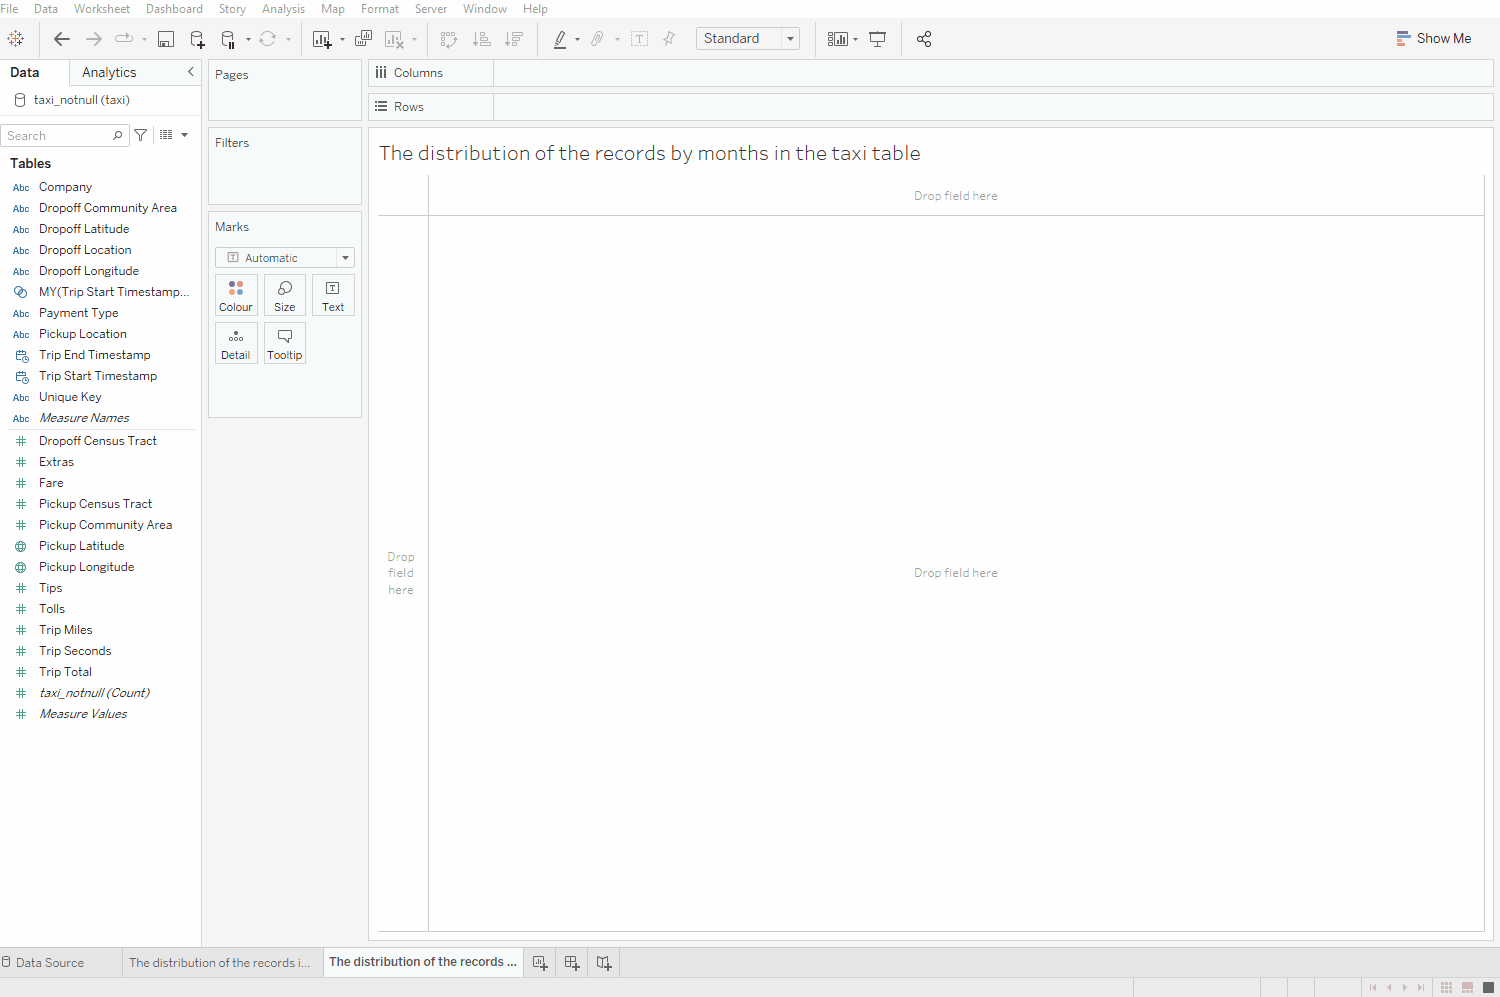 File Data Worksheet Dashboard Story Analysis Map Format Server Window Help
Standard
Show Me
Data Analytics
taxi_notnull (taxi)
Search
Tables
Abc Company
Abc Dropoff Community Area
Abc Dropoff Latitude
Abc Dropoff Location
Abc Dropoff Longitude
MY(Trip Start Timestamp...
Abc Payment Type
Abc Pickup Location
Trip End Timestamp
Trip Start Timestamp
Abc Unique Key
Abc Measure Names
# Dropoff Census Tract
# Extras
# Fare
# Pickup Census Tract
# Pickup Community Area
Pickup Latitude
Pickup Longitude
# Tips
# Tolls
# Trip Miles
# Trip Seconds
# Trip Total
# taxi_notnull (Count)
# Measure Values
Pages
Filters
Marks
T Automatic
Colour Size Text
Detail Tooltip
Columns
Rows
The distribution of the records by months in the taxi table
Drop field here
Drop
field
here
Drop field here
Data Source The distribution of the records i... The distribution of the records ...